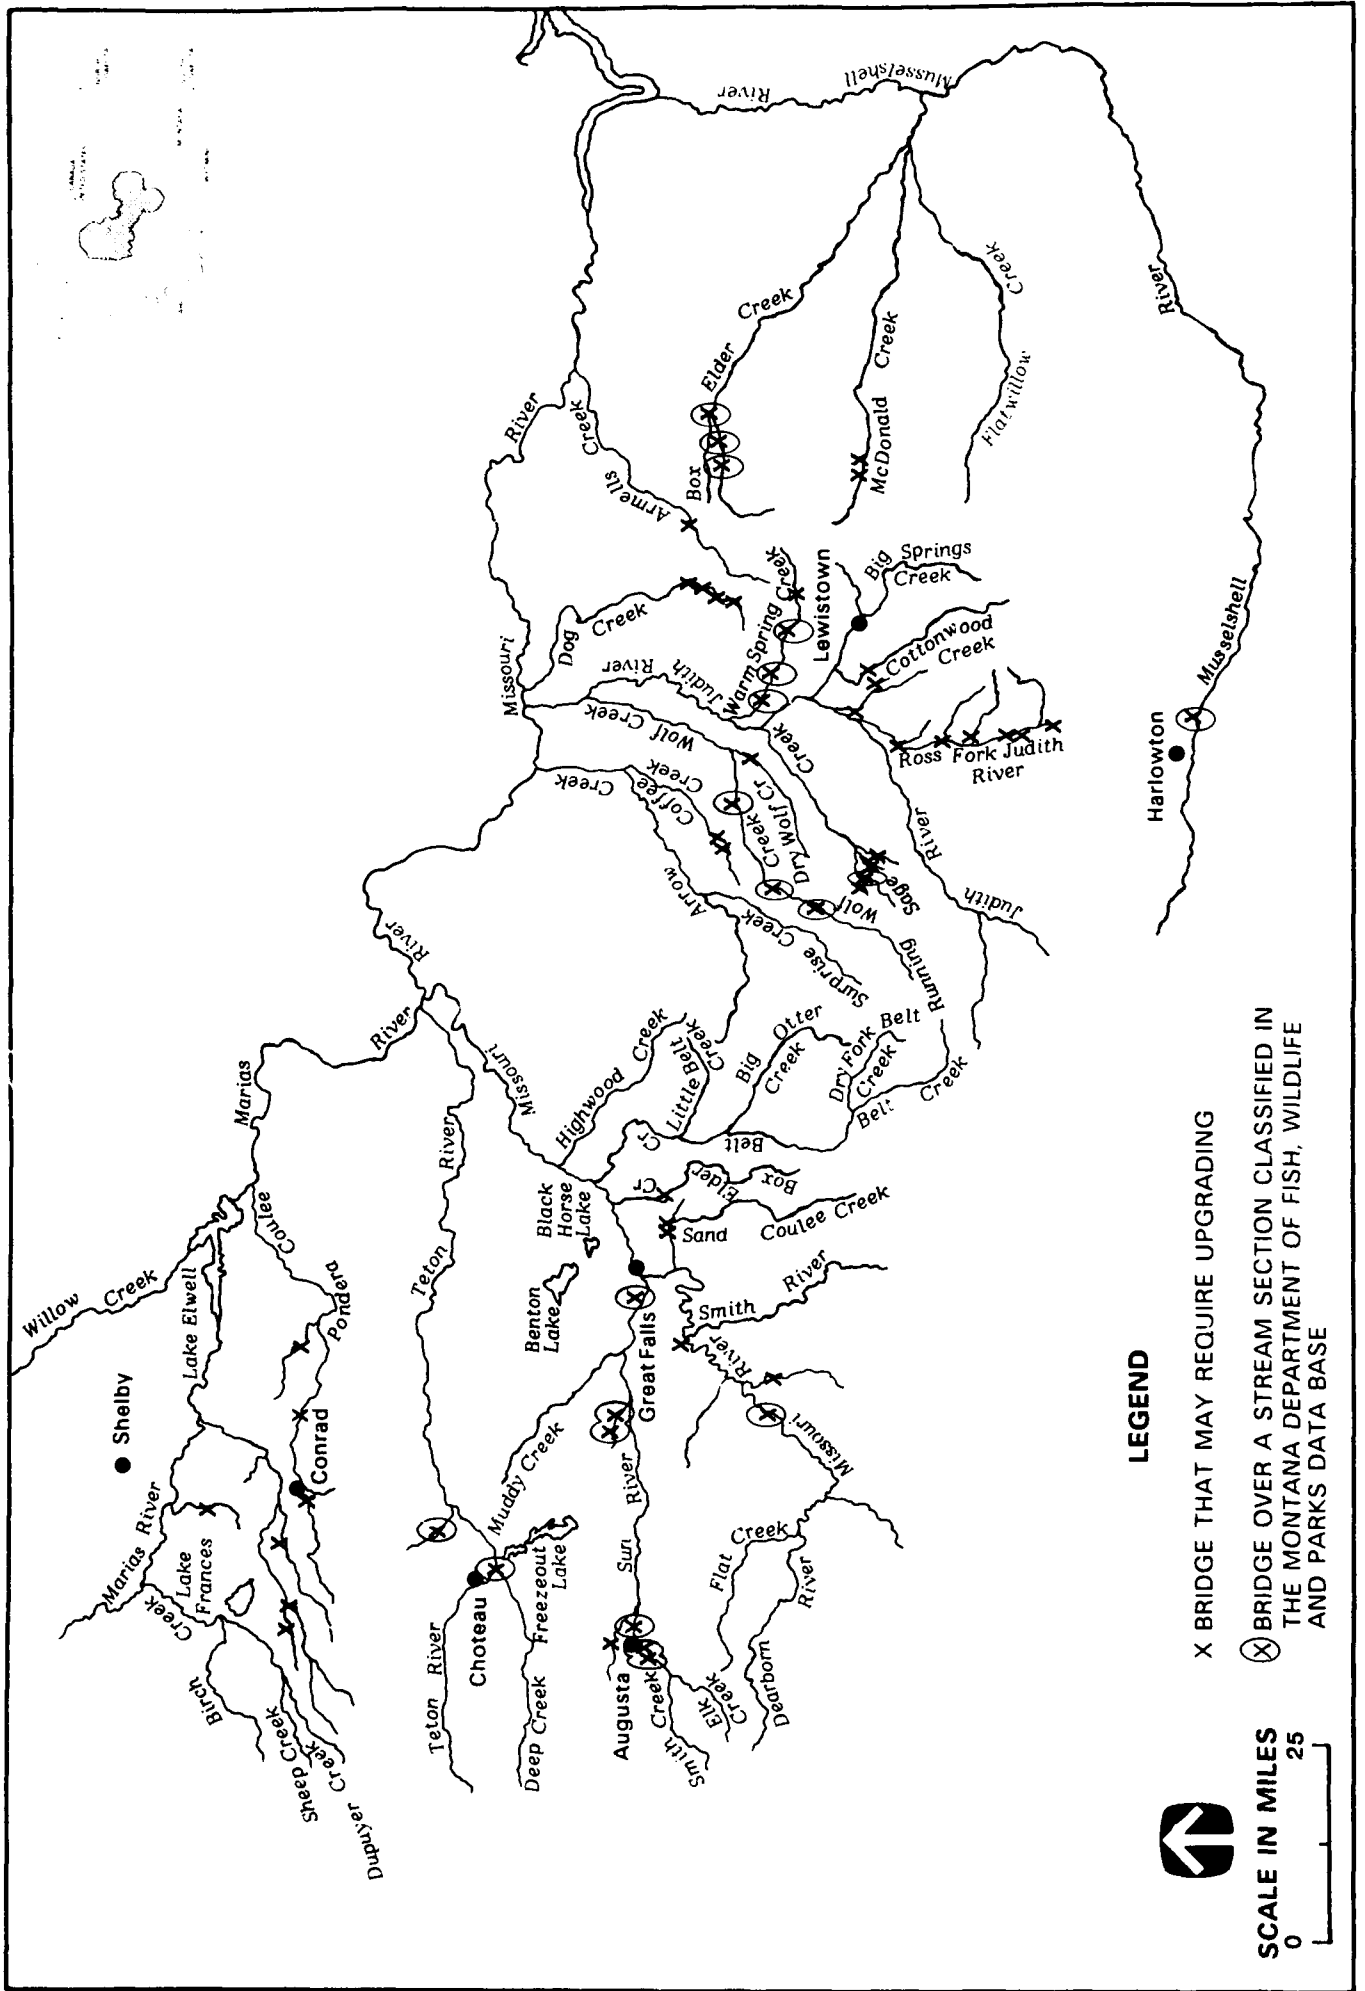 Willow Creek
Shelby
Marias River
Lake Elwell
Marias
River
Coulee
Pondera
Conrad
Lake
Frances
Birch
Creek
Sheep Creek
Dupuyer Creek
Teton River
Teton
River
Choteau
Deep Creek
Freezeout
Lake
Muddy Creek
Benton
Lake
Black
Horse
Lake
Great Falls
Sun
River
Augusta
Smith
Creek
Elk
Creek
Flat
Creek
Dearborn
River
Missouri
River
Smith
River
Sand
Coulee Creek
Box
Elder
Cr
Belt
Cr
Belt
Creek
Highwood
Creek
Little Belt
Creek
Big
Otter
Creek
Dry Fork Belt
Creek
Missouri
River
Arrow
Creek
Surprise Creek
Coffee
Creek
Running
Wolf
Creek
Dry Wolf Cr
Wolf Creek
Sage
Creek
Judith
River
Judith
River
Ross Fork Judith
River
Warm Spring
Creek
Lewistown
Big Springs
Creek
Cottonwood
Creek
Missouri
River
Dog
Creek
Armells
Creek
Box
Elder
Creek
McDonald
Creek
Flatwillow
Creek
Musselshell
River
Musselshell
River
Harlowton
CANADA
UNITED STATES
LEGEND
X BRIDGE THAT MAY REQUIRE UPGRADING
X BRIDGE OVER A STREAM SECTION CLASSIFIED IN
THE MONTANA DEPARTMENT OF FISH, WILDLIFE
AND PARKS DATA BASE
SCALE IN MILES
0 25